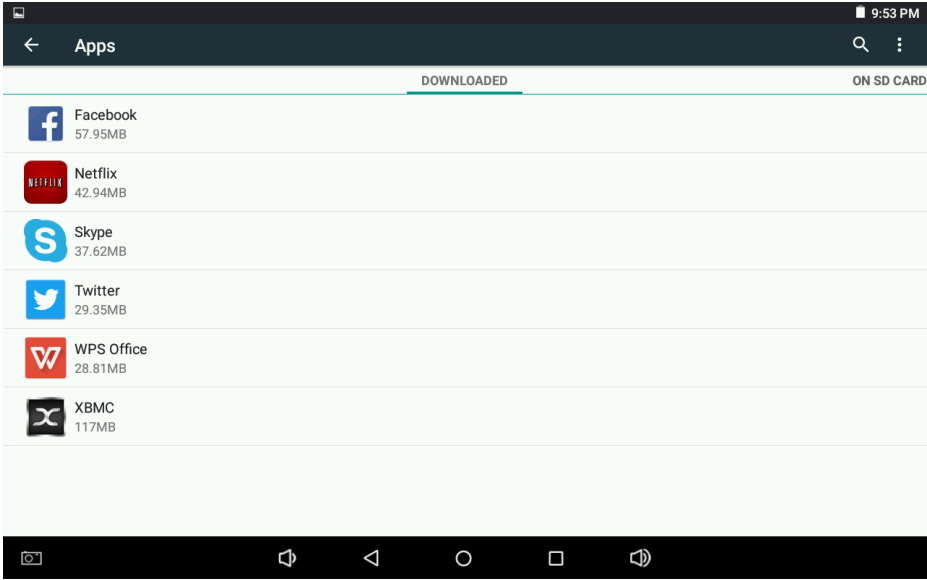 9:53 PM
Apps
DOWNLOADED
ON SD CARD
Facebook
57.95MB
NETFLIX
Netflix
42.94MB
Skype
37.62MB
Twitter
29.35MB
WPS Office
28.81MB
XBMC
117MB